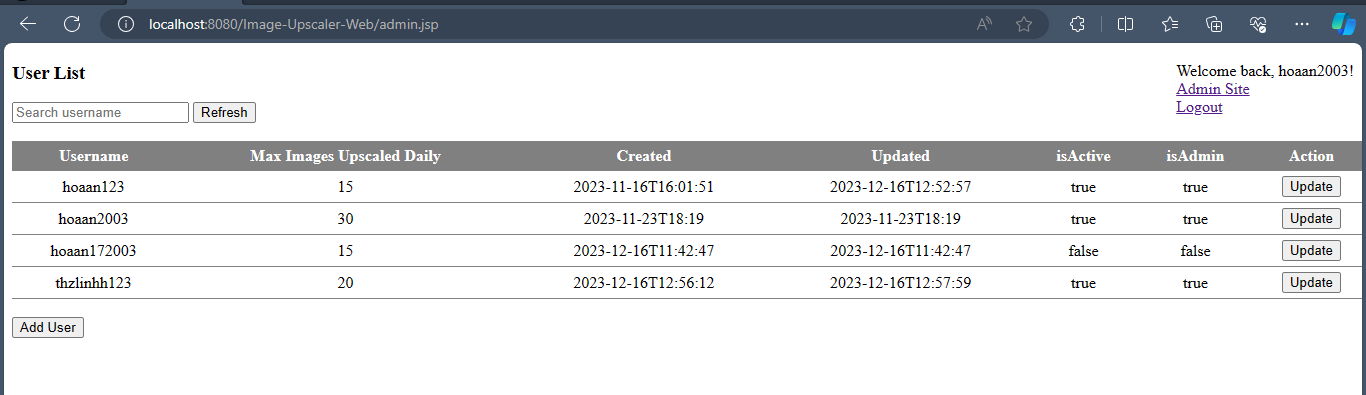 localhost:8080/Image-Upscaler-Web/admin.jsp
User List
Welcome back, hoaan2003!
Admin Site
Logout
Search username Refresh
Username Max Images Upscaled Daily Created Updated isActive isAdmin Action
hoaan123 15 2023-11-16T16:01:51 2023-12-16T12:52:57 true true Update
hoaan2003 30 2023-11-23T18:19 2023-11-23T18:19 true true Update
hoaan172003 15 2023-12-16T11:42:47 2023-12-16T11:42:47 false false Update
thzlinhh123 20 2023-12-16T12:56:12 2023-12-16T12:57:59 true true Update
Add User